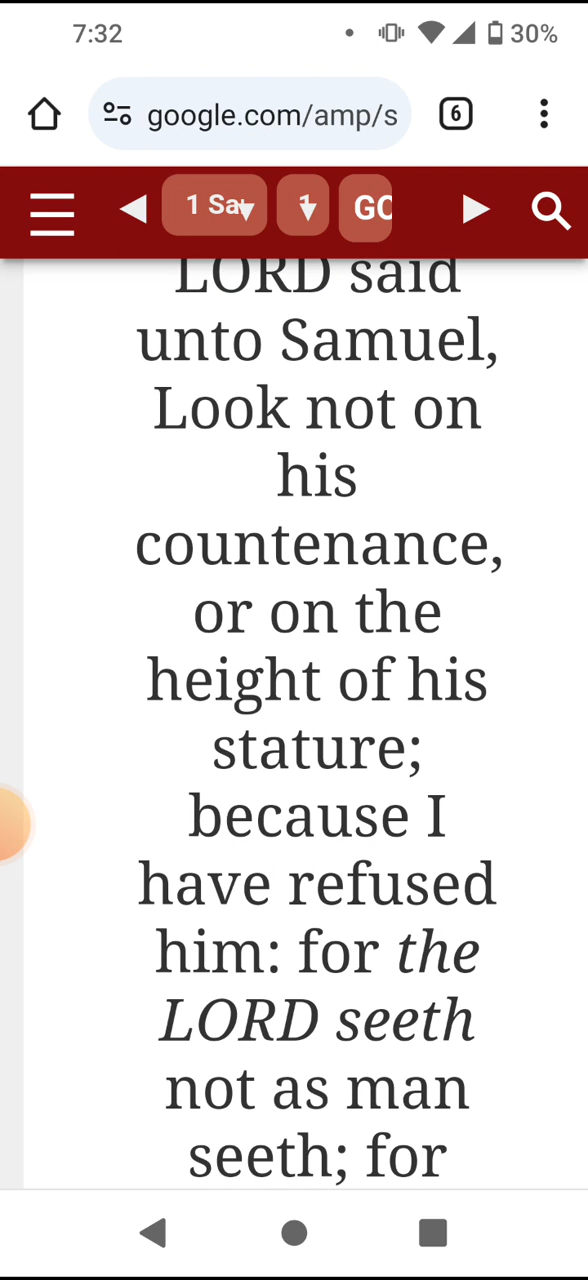 7:32
30%
google.com/amp/s
6
1 Sa
1
GO
LORD said
unto Samuel,
Look not on
his
countenance,
or on the
height of his
stature;
because I
have refused
him: for the
LORD seeth
not as man
seeth; for